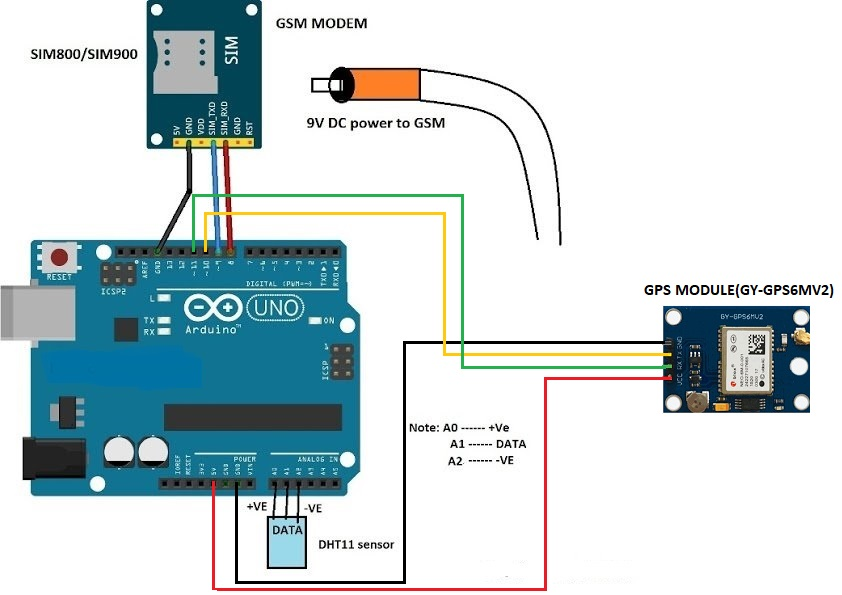 GSM MODEM
SIM800/SIM900
SIM
5V
GND
VDD
SIM_TXD
SIM_RXD
GND
RST
9V DC power to GSM
RESET
ICSP2
AREF
GND
13
12
~11
~10
~9
8
7
~6
~5
4
~3
2
TXD▶1
RXD◀0
DIGITAL (PWM=~)
L
TX
RX
Arduino™
UNO
ON
ICSP
GPS MODULE(GY-GPS6MV2)
GY-GPS6MV2
VCC RX TX GND
POWER
ANALOG IN
IOREF
RESET
3V3
5V
GND
GND
VIN
A0
A1
A2
A3
A4
A5
Note: A0 ------ +Ve
A1 ------ DATA
A2 ------ -VE
+VE
-VE
DATA
DHT11 sensor